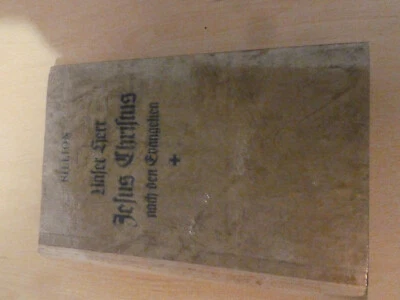 Unser Herr
Jesus Christus
nach den Evangelien